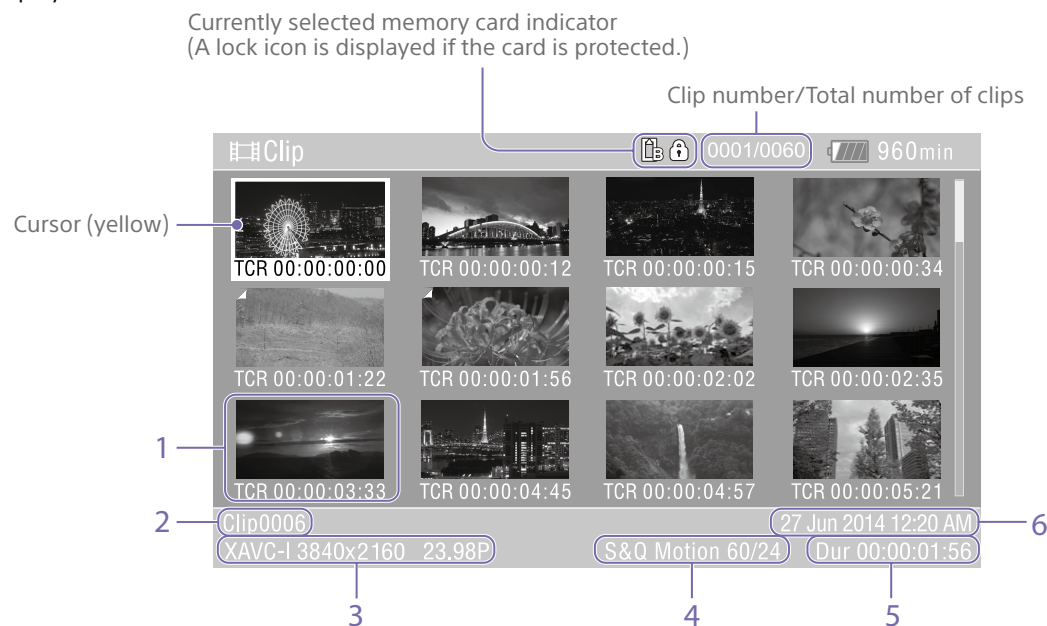 Currently selected memory card indicator
(A lock icon is displayed if the card is protected.)
Clip number/Total number of clips
Clip
B
0001/0060
960min
Cursor (yellow)
TCR 00:00:00:00
TCR 00:00:00:12
TCR 00:00:00:15
TCR 00:00:00:34
TCR 00:00:01:22
TCR 00:00:01:56
TCR 00:00:02:02
TCR 00:00:02:35
1
TCR 00:00:03:33
TCR 00:00:04:45
TCR 00:00:04:57
TCR 00:00:05:21
2
Clip0006
27 Jun 2014 12:20 AM
6
XAVC-I 3840x2160 23.98P
S&Q Motion 60/24
Dur 00:00:01:56
3
4
5